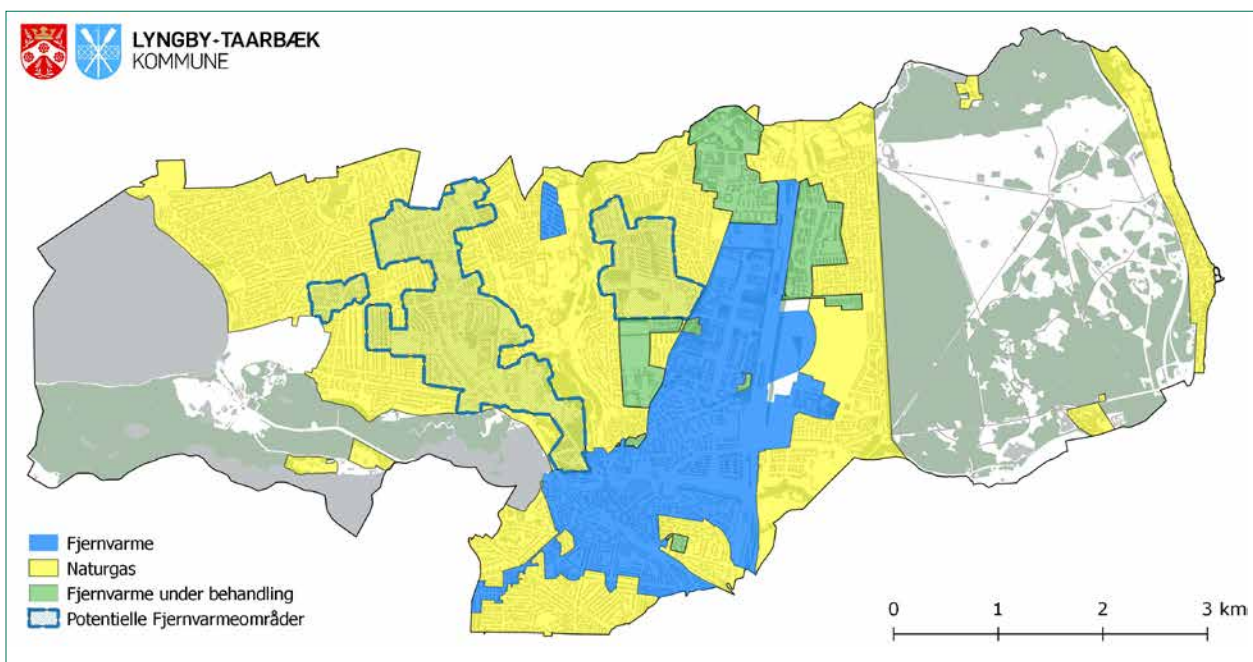 LYNGBY-TAARBÆK
KOMMUNE
Fjernvarme
Naturgas
Fjernvarme under behandling
Potentielle Fjernvarmeområder
0 1 2 3 km